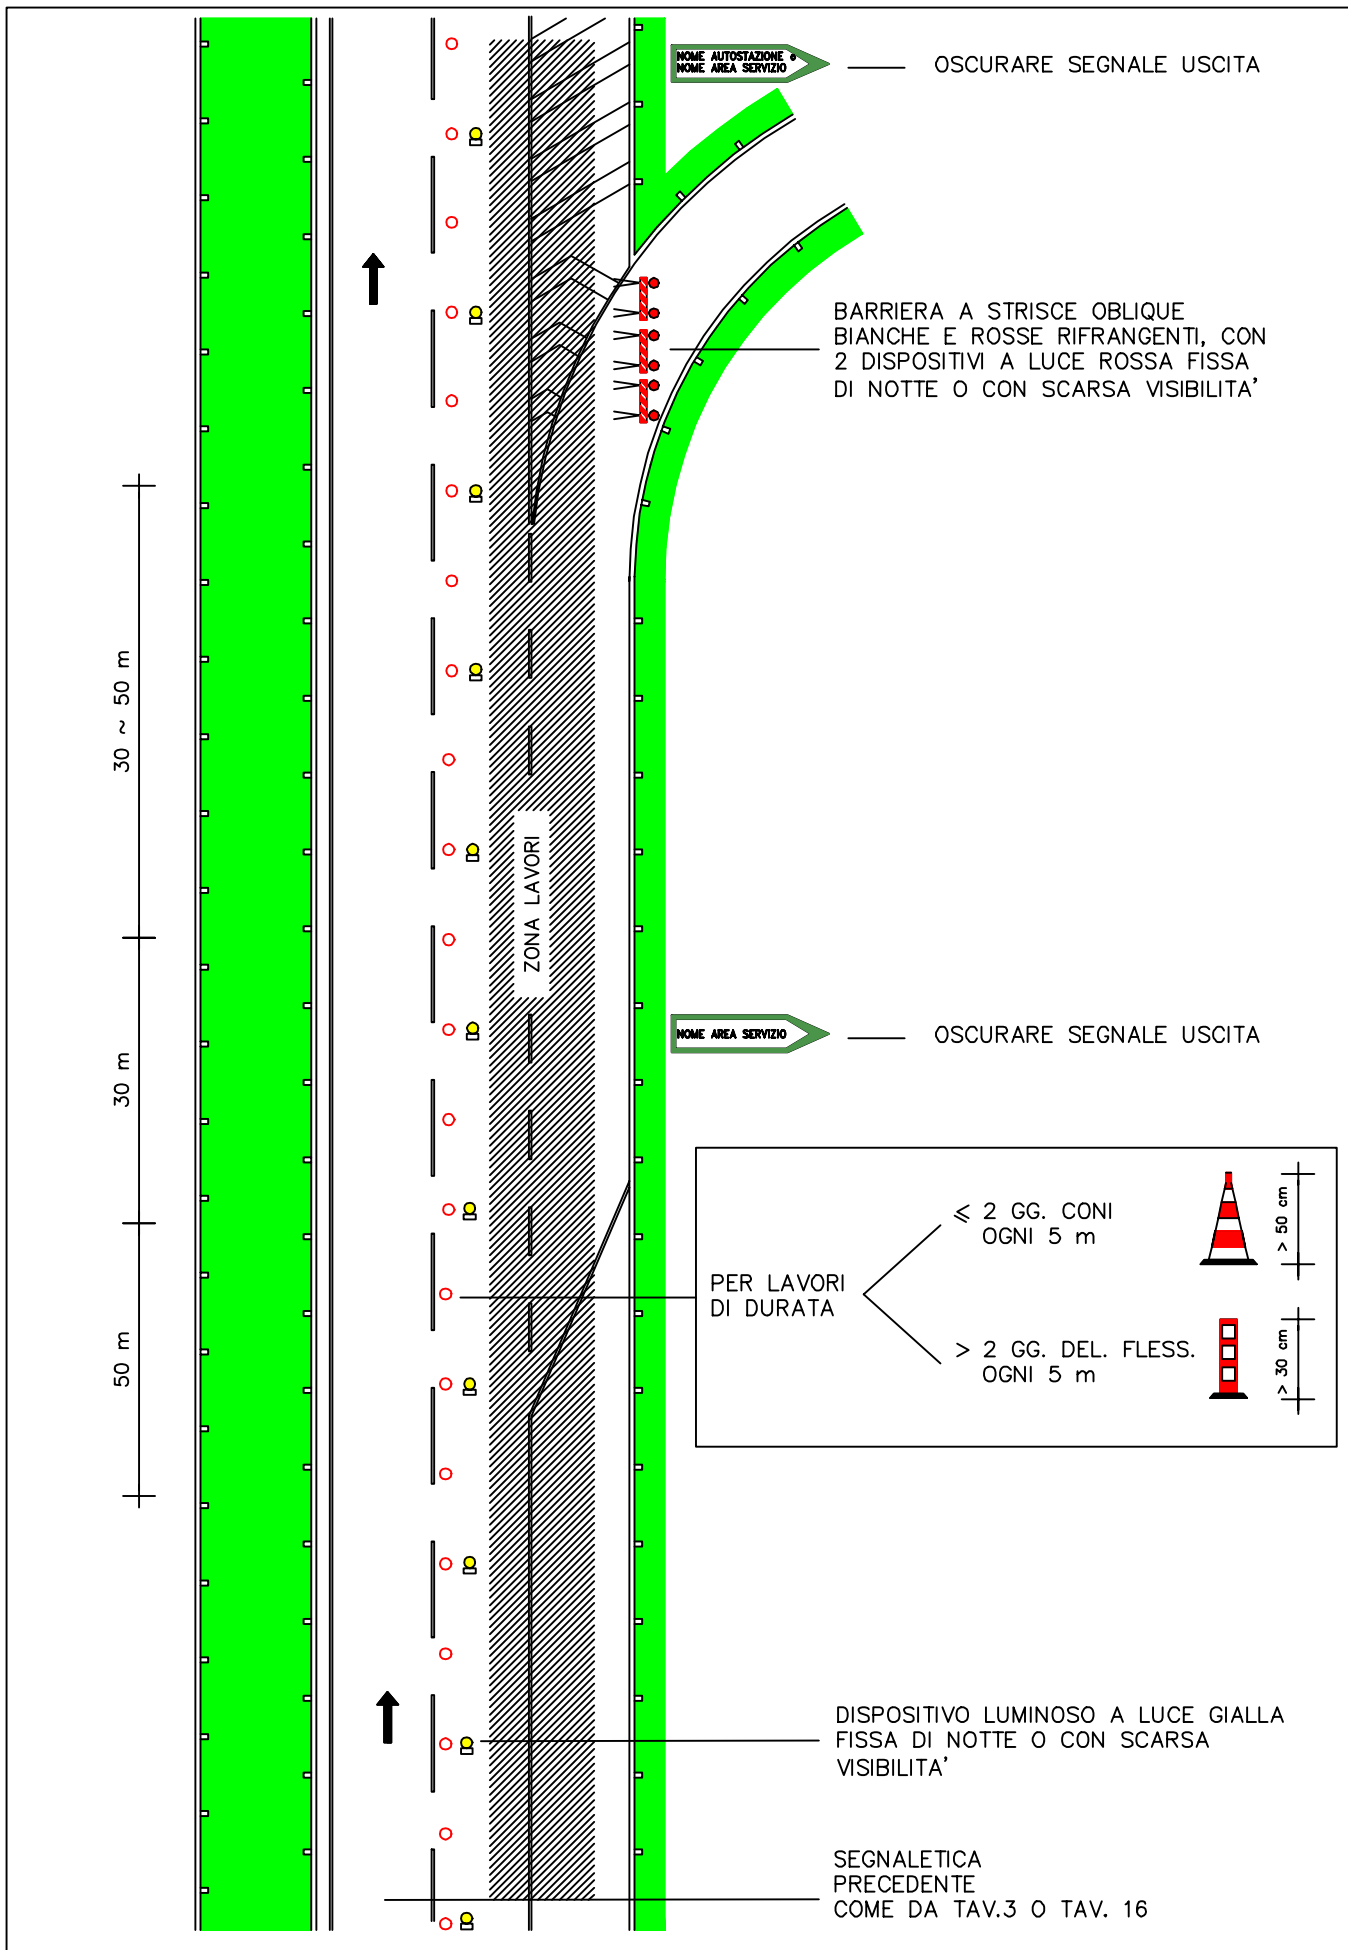 NOME AUTOSTAZIONE o
NOME AREA SERVIZIO
OSCURARE SEGNALE USCITA
BARRIERA A STRISCE OBLIQUE
BIANCHE E ROSSE RIFRANGENTI, CON
2 DISPOSITIVI A LUCE ROSSA FISSA
DI NOTTE O CON SCARSA VISIBILITA'
30 ~ 50 m
ZONA LAVORI
30 m
NOME AREA SERVIZIO
OSCURARE SEGNALE USCITA
50 m
PER LAVORI
DI DURATA
⩽ 2 GG. CONI
OGNI 5 m
> 50 cm
> 2 GG. DEL. FLESS.
OGNI 5 m
> 30 cm
DISPOSITIVO LUMINOSO A LUCE GIALLA
FISSA DI NOTTE O CON SCARSA
VISIBILITA'
SEGNALETICA
PRECEDENTE
COME DA TAV.3 O TAV. 16